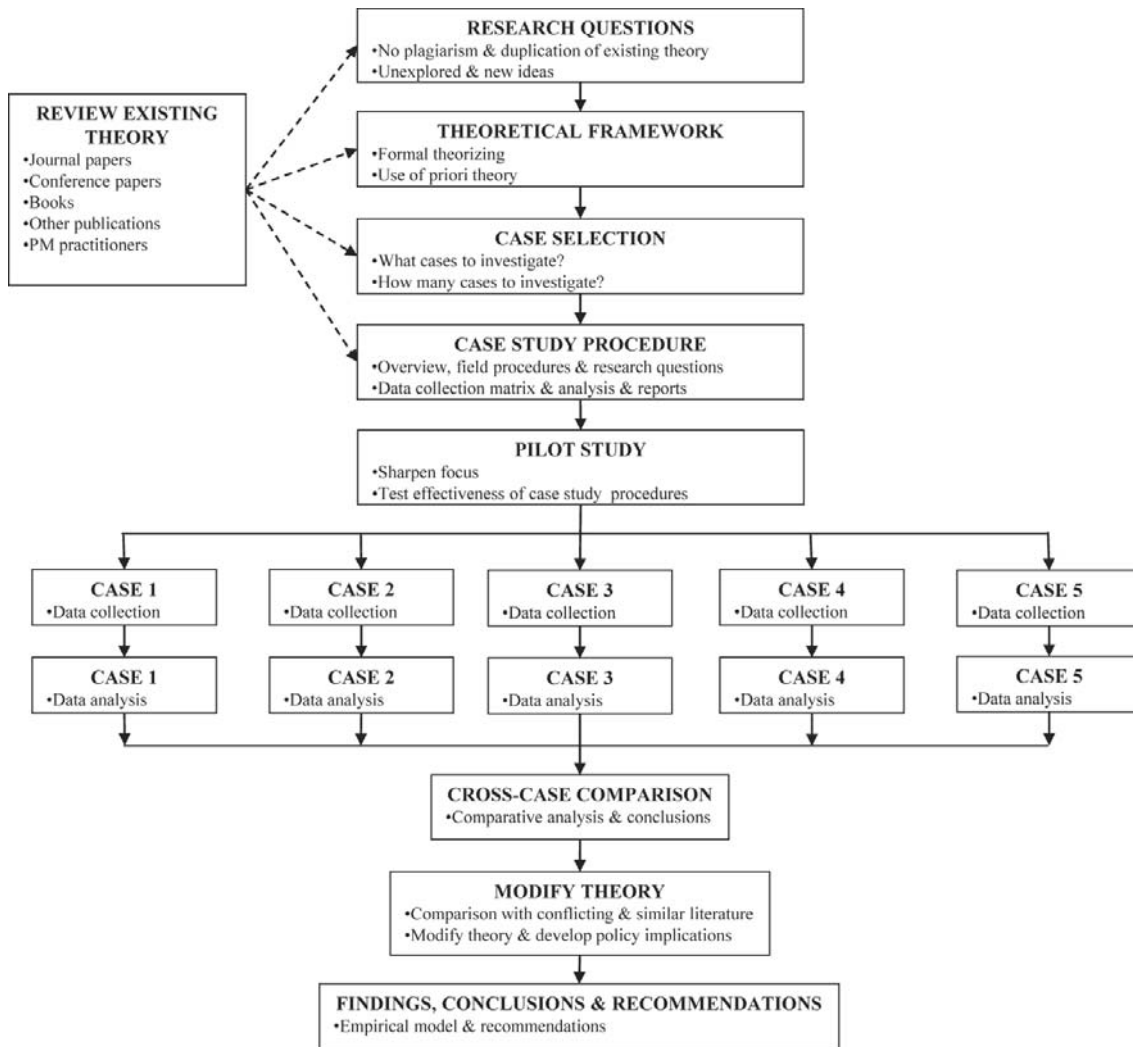 RESEARCH QUESTIONS
•No plagiarism & duplication of existing theory
•Unexplored & new ideas
REVIEW EXISTING
THEORY
•Journal papers
•Conference papers
•Books
•Other publications
•PM practitioners
THEORETICAL FRAMEWORK
•Formal theorizing
•Use of priori theory
CASE SELECTION
•What cases to investigate?
•How many cases to investigate?
CASE STUDY PROCEDURE
•Overview, field procedures & research questions
•Data collection matrix & analysis & reports
PILOT STUDY
•Sharpen focus
•Test effectiveness of case study procedures
CASE 1
•Data collection
CASE 2
•Data collection
CASE 3
•Data collection
CASE 4
•Data collection
CASE 5
•Data collection
CASE 1
•Data analysis
CASE 2
•Data analysis
CASE 3
•Data analysis
CASE 4
•Data analysis
CASE 5
•Data analysis
CROSS-CASE COMPARISON
•Comparative analysis & conclusions
MODIFY THEORY
•Comparison with conflicting & similar literature
•Modify theory & develop policy implications
FINDINGS, CONCLUSIONS & RECOMMENDATIONS
•Empirical model & recommendations